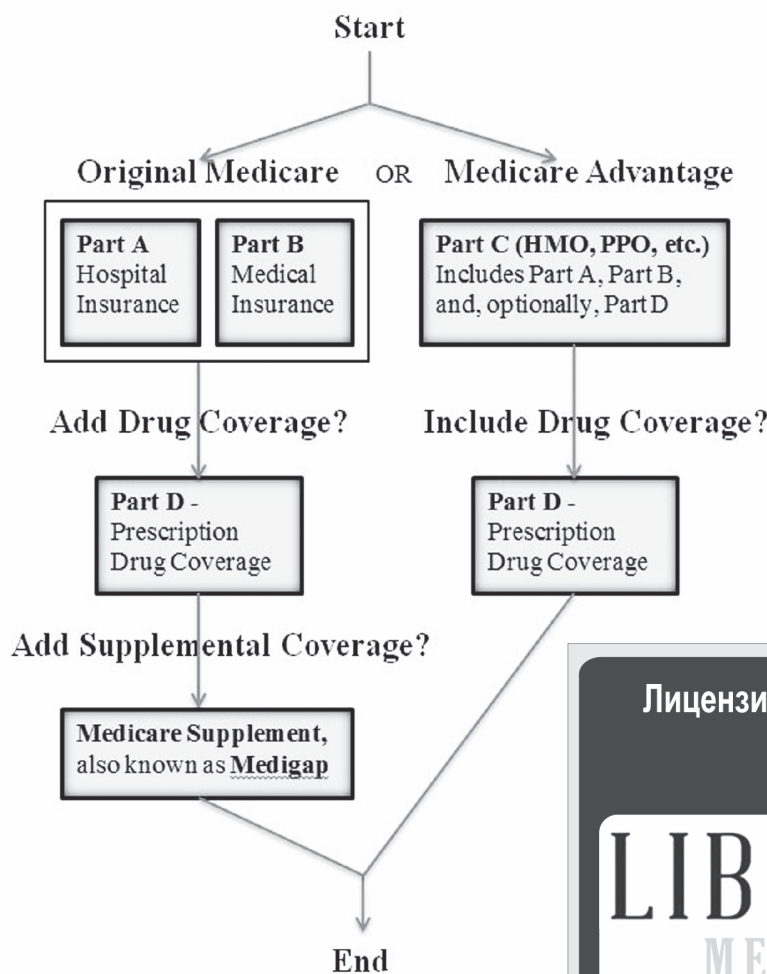 Start
Original Medicare OR Medicare Advantage
Part A
Hospital
Insurance
Part B
Medical
Insurance
Part C (HMO, PPO, etc.)
Includes Part A, Part B,
and, optionally, Part D
Add Drug Coverage?
Include Drug Coverage?
Part D -
Prescription
Drug Coverage
Part D -
Prescription
Drug Coverage
Add Supplemental Coverage?
Medicare Supplement,
also known as Medigap
End